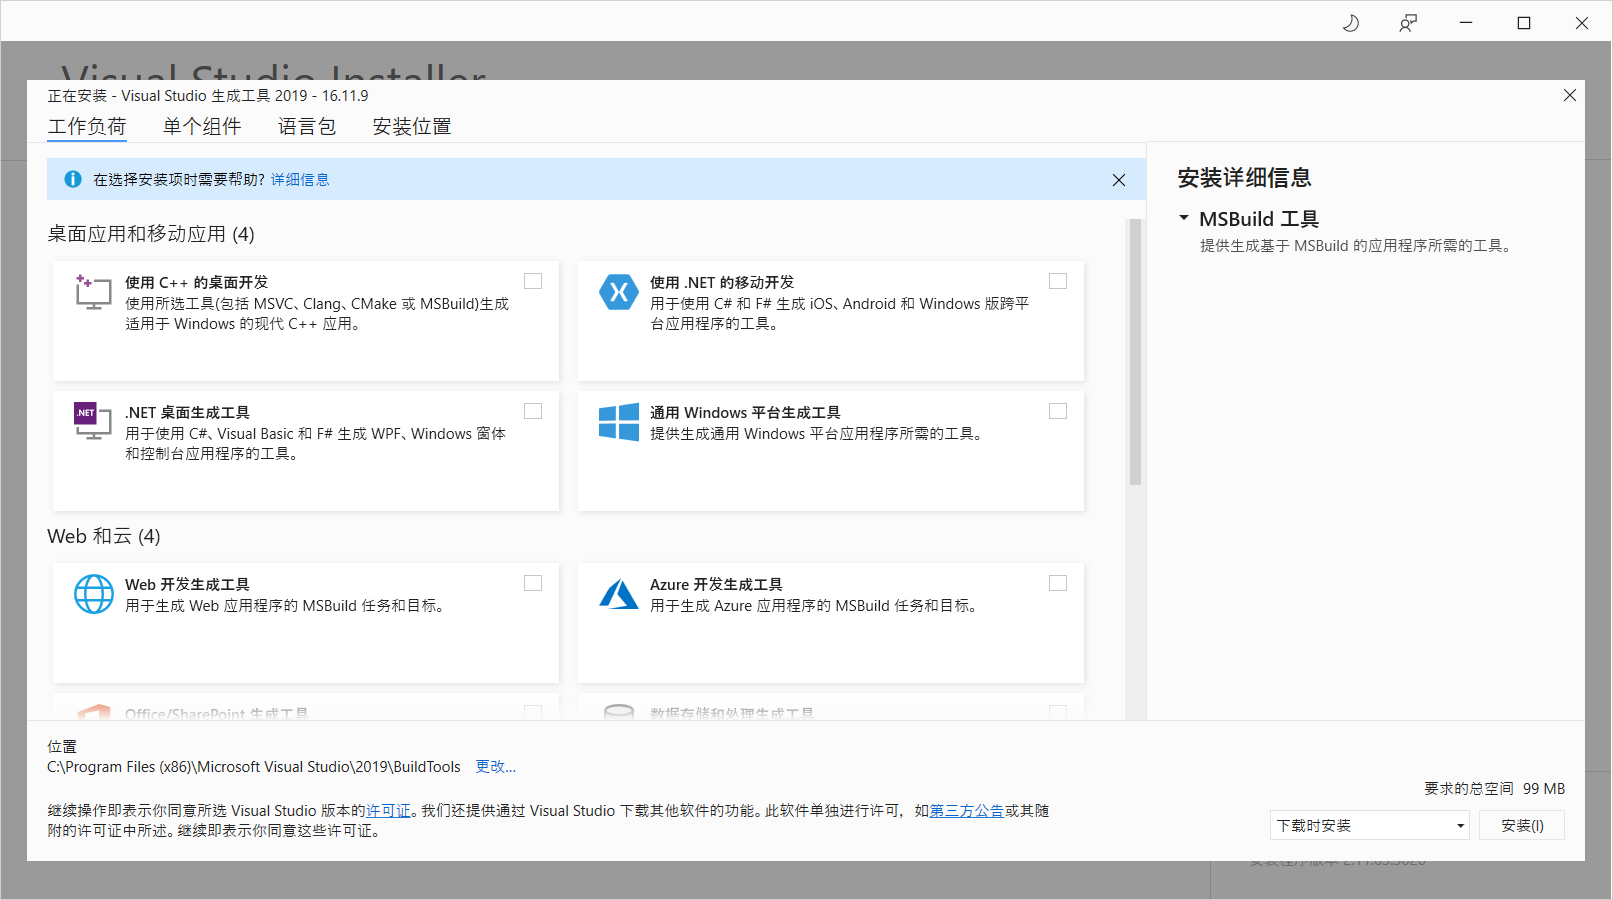 Visual Studio Installer
正在安装 - Visual Studio 生成工具 2019 - 16.11.9
工作负荷 单个组件 语言包 安装位置
在选择安装项时需要帮助? 详细信息
桌面应用和移动应用 (4)
使用 C++ 的桌面开发
使用所选工具(包括 MSVC、Clang、CMake 或 MSBuild)生成
适用于 Windows 的现代 C++ 应用。
使用 .NET 的移动开发
用于使用 C# 和 F# 生成 iOS、Android 和 Windows 版跨平
台应用程序的工具。
.NET
.NET 桌面生成工具
用于使用 C#、Visual Basic 和 F# 生成 WPF、Windows 窗体
和控制台应用程序的工具。
通用 Windows 平台生成工具
提供生成通用 Windows 平台应用程序所需的工具。
Web 和云 (4)
Web 开发生成工具
用于生成 Web 应用程序的 MSBuild 任务和目标。
Azure 开发生成工具
用于生成 Azure 应用程序的 MSBuild 任务和目标。
Office/SharePoint 生成工具
数据存储和处理生成工具
安装详细信息
MSBuild 工具
提供生成基于 MSBuild 的应用程序所需的工具。
位置
C:\Program Files (x86)\Microsoft Visual Studio\2019\BuildTools 更改...
继续操作即表示你同意所选 Visual Studio 版本的许可证。我们还提供通过 Visual Studio 下载其他软件的功能。此软件单独进行许可，如第三方公告或其随
附的许可证中所述。继续即表示你同意这些许可证。
要求的总空间 99 MB
下载时安装
安装(I)